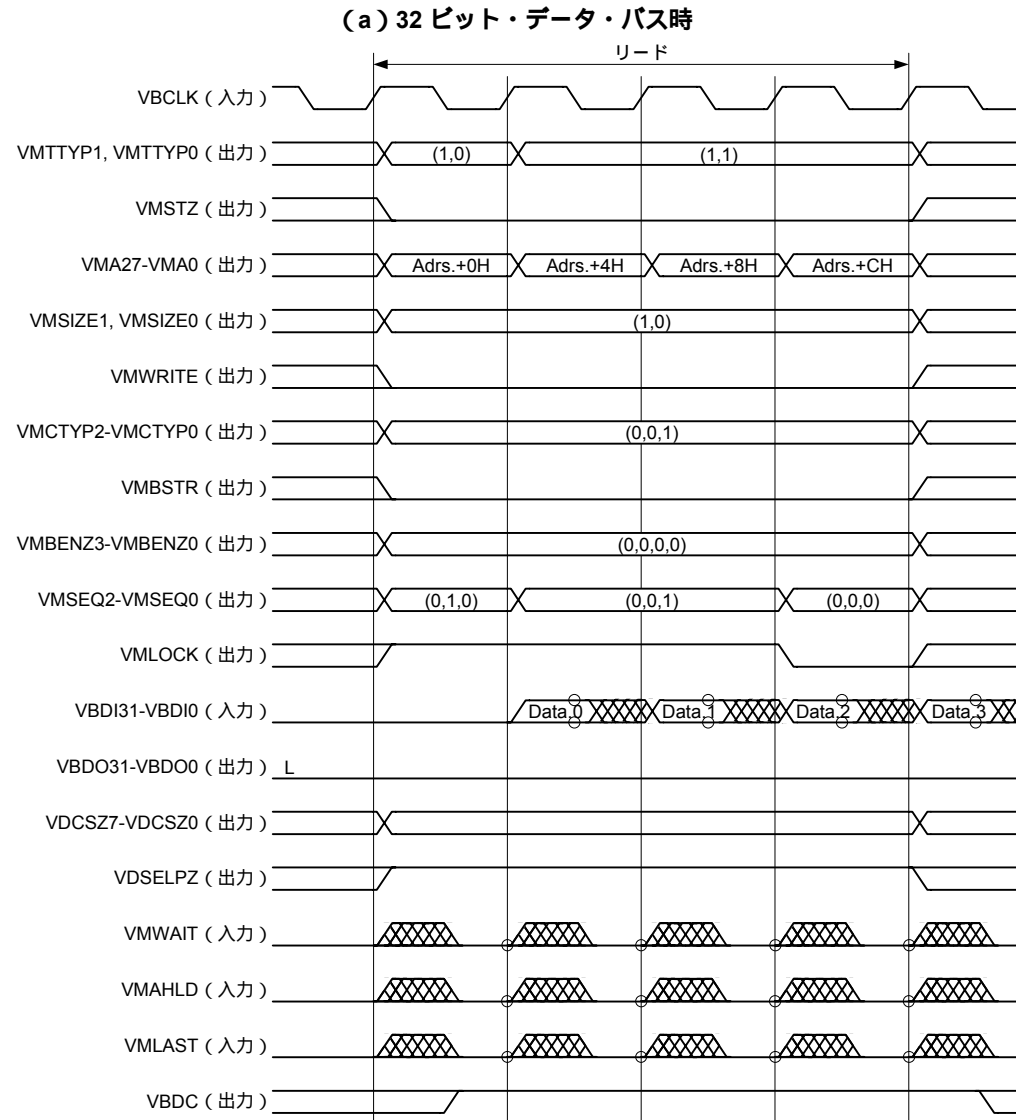 (a)32 ビット・データ・バス時
リード
VBCLK(入力)
VMTTYP1, VMTTYP0(出力) (1,0) (1,1)
VMSTZ(出力)
VMA27-VMA0(出力) Adrs.+0H Adrs.+4H Adrs.+8H Adrs.+CH
VMSIZE1, VMSIZE0(出力) (1,0)
VMWRITE(出力)
VMCTYP2-VMCTYP0(出力) (0,0,1)
VMBSTR(出力)
VMBENZ3-VMBENZ0(出力) (0,0,0,0)
VMSEQ2-VMSEQ0(出力) (0,1,0) (0,0,1) (0,0,0)
VMLOCK(出力)
VBDI31-VBDI0(入力) Data 0 Data 1 Data 2 Data 3
VBDO31-VBDO0(出力) L
VDCSZ7-VDCSZ0(出力)
VDSELPZ(出力)
VMWAIT(入力)
VMAHLD(入力)
VMLAST(入力)
VBDC(出力)